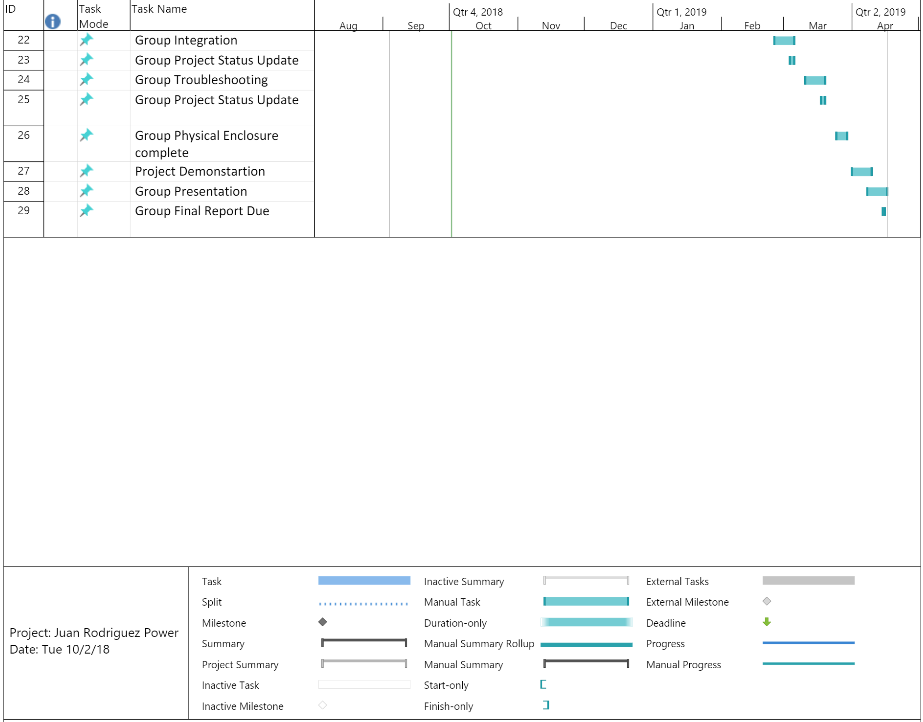 ID Task Mode Task Name Qtr 4, 2018 Qtr 1, 2019 Qtr 2, 2019
Aug Sep Oct Nov Dec Jan Feb Mar Apr
22 Group Integration
23 Group Project Status Update
24 Group Troubleshooting
25 Group Project Status Update
26 Group Physical Enclosure
complete
27 Project Demonstartion
28 Group Presentation
29 Group Final Report Due
Project: Juan Rodriguez Power
Date: Tue 10/2/18
Task
Split
Milestone
Summary
Project Summary
Inactive Task
Inactive Milestone
Inactive Summary
Manual Task
Duration-only
Manual Summary Rollup
Manual Summary
Start-only
Finish-only
External Tasks
External Milestone
Deadline
Progress
Manual Progress